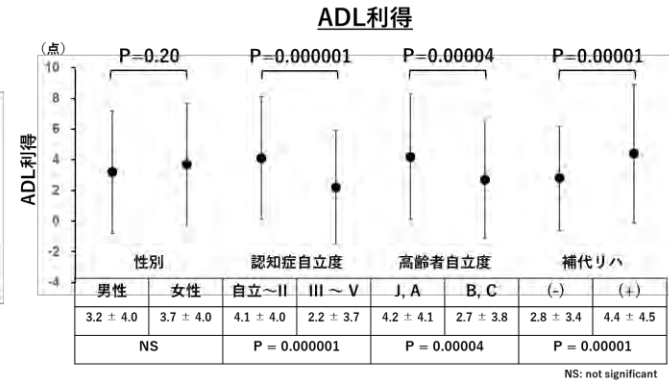 ADL利得
(点)
P=0.20 P=0.000001 P=0.00004 P=0.00001
10
8
6
4
2
0
-2
-4
ADL利得
性別 認知症自立度 高齢者自立度 補代リハ
男性 女性 自立～II III ～ V J, A B, C (-) (+)
3.2 ± 4.0 3.7 ± 4.0 4.1 ± 4.0 2.2 ± 3.7 4.2 ± 4.1 2.7 ± 3.8 2.8 ± 3.4 4.4 ± 4.5
NS P = 0.000001 P = 0.00004 P = 0.00001
NS: not significant